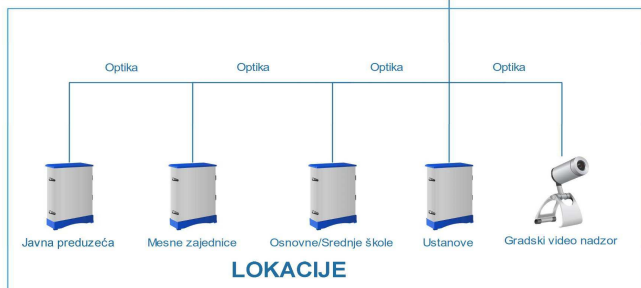 Optika
Optika
Optika
Optika
Javna preduzeća
Mesne zajednice
Osnovne/Srednje škole
Ustanove
Gradski video nadzor
LOKACIJE